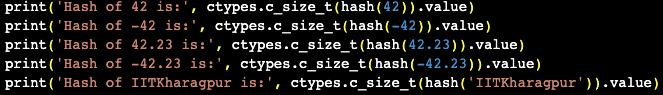 print('Hash of 42 is:', ctypes.c_size_t(hash(42)).value)
print('Hash of -42 is:', ctypes.c_size_t(hash(-42)).value)
print('Hash of 42.23 is:', ctypes.c_size_t(hash(42.23)).value)
print('Hash of -42.23 is:', ctypes.c_size_t(hash(-42.23)).value)
print('Hash of IITKharagpur is:', ctypes.c_size_t(hash('IITKharagpur')).value)